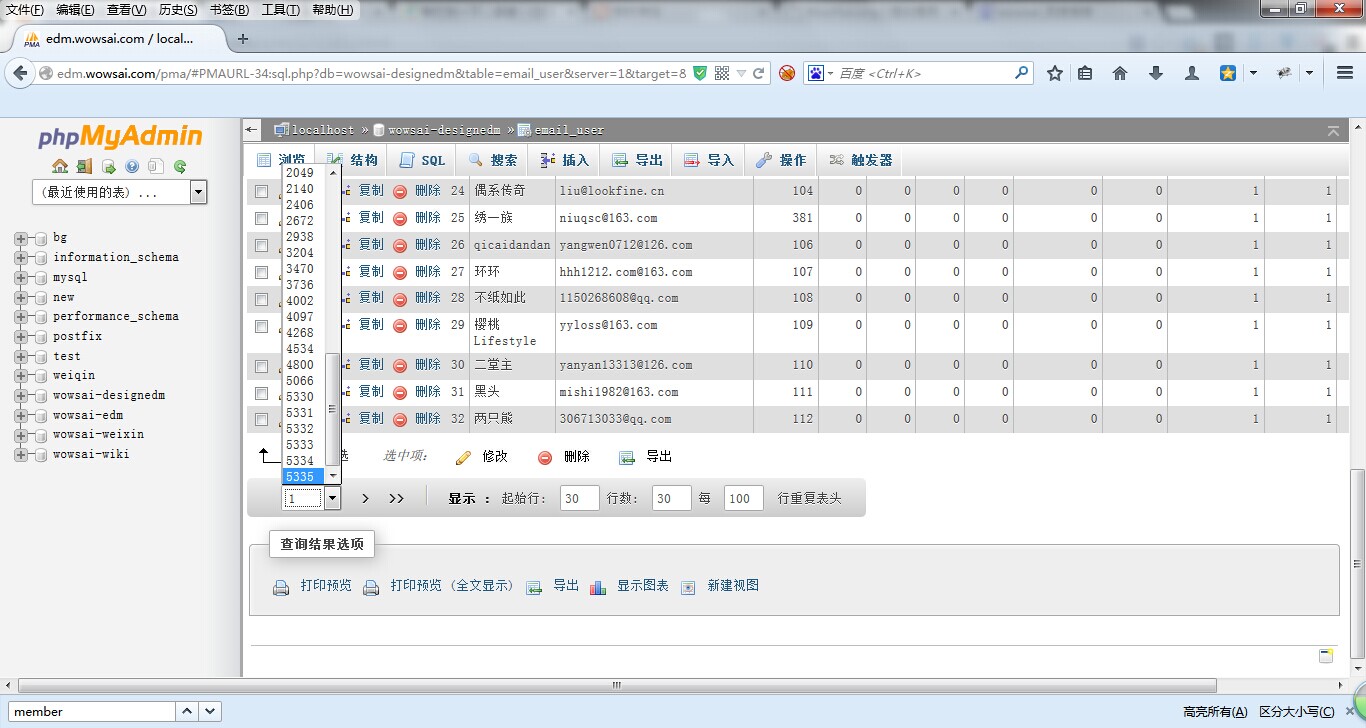 文件(F) 编辑(E) 查看(V) 历史(S) 书签(B) 工具(T) 帮助(H)
PMA edm.wowsai.com / local...
edm.wowsai.com/pma/#PMAURL-34:sql.php?db=wowsai-designedm&table=email_user&server=1&target=8
百度 <Ctrl+K>
phpMyAdmin
(最近使用的表) ...
bg
information_schema
mysql
new
performance_schema
postfix
test
weiqin
wowsai-designedm
wowsai-edm
wowsai-weixin
wowsai-wiki
localhost » wowsai-designedm » email_user
浏览 结构 SQL 搜索 插入 导出 导入 操作 触发器
复制 删除 24 偶系传奇 liu@lookfine.cn 104 0 0 0 0 0 1 1
复制 删除 25 绣一族 niuqsc@163.com 381 0 0 0 0 0 1 1
复制 删除 26 qicaidandan yangwen0712@126.com 106 0 0 0 0 0 1 1
复制 删除 27 环环 hhh1212.com@163.com 107 0 0 0 0 0 1 1
复制 删除 28 不纸如此 1150268608@qq.com 108 0 0 0 0 0 1 1
复制 删除 29 樱桃 yyloss@163.com 109 0 0 0 0 0 1 1
Lifestyle
复制 删除 30 二堂主 yanyan13313@126.com 110 0 0 0 0 0 1 1
复制 删除 31 黑头 mishi1982@163.com 111 0 0 0 0 0 1 1
复制 删除 32 两只熊 306713033@qq.com 112 0 0 0 0 0 1 1
2049
2140
2406
2672
2938
3204
3470
3736
4002
4097
4268
4534
4800
5066
5330
5331
5332
5333
5334
5335
选 选中项: 修改 删除 导出
1 > >> 显示 : 起始行: 30 行数: 30 每 100 行重复表头
查询结果选项
打印预览 打印预览 (全文显示) 导出 显示图表 新建视图
member 高亮所有(A) 区分大小写(C)